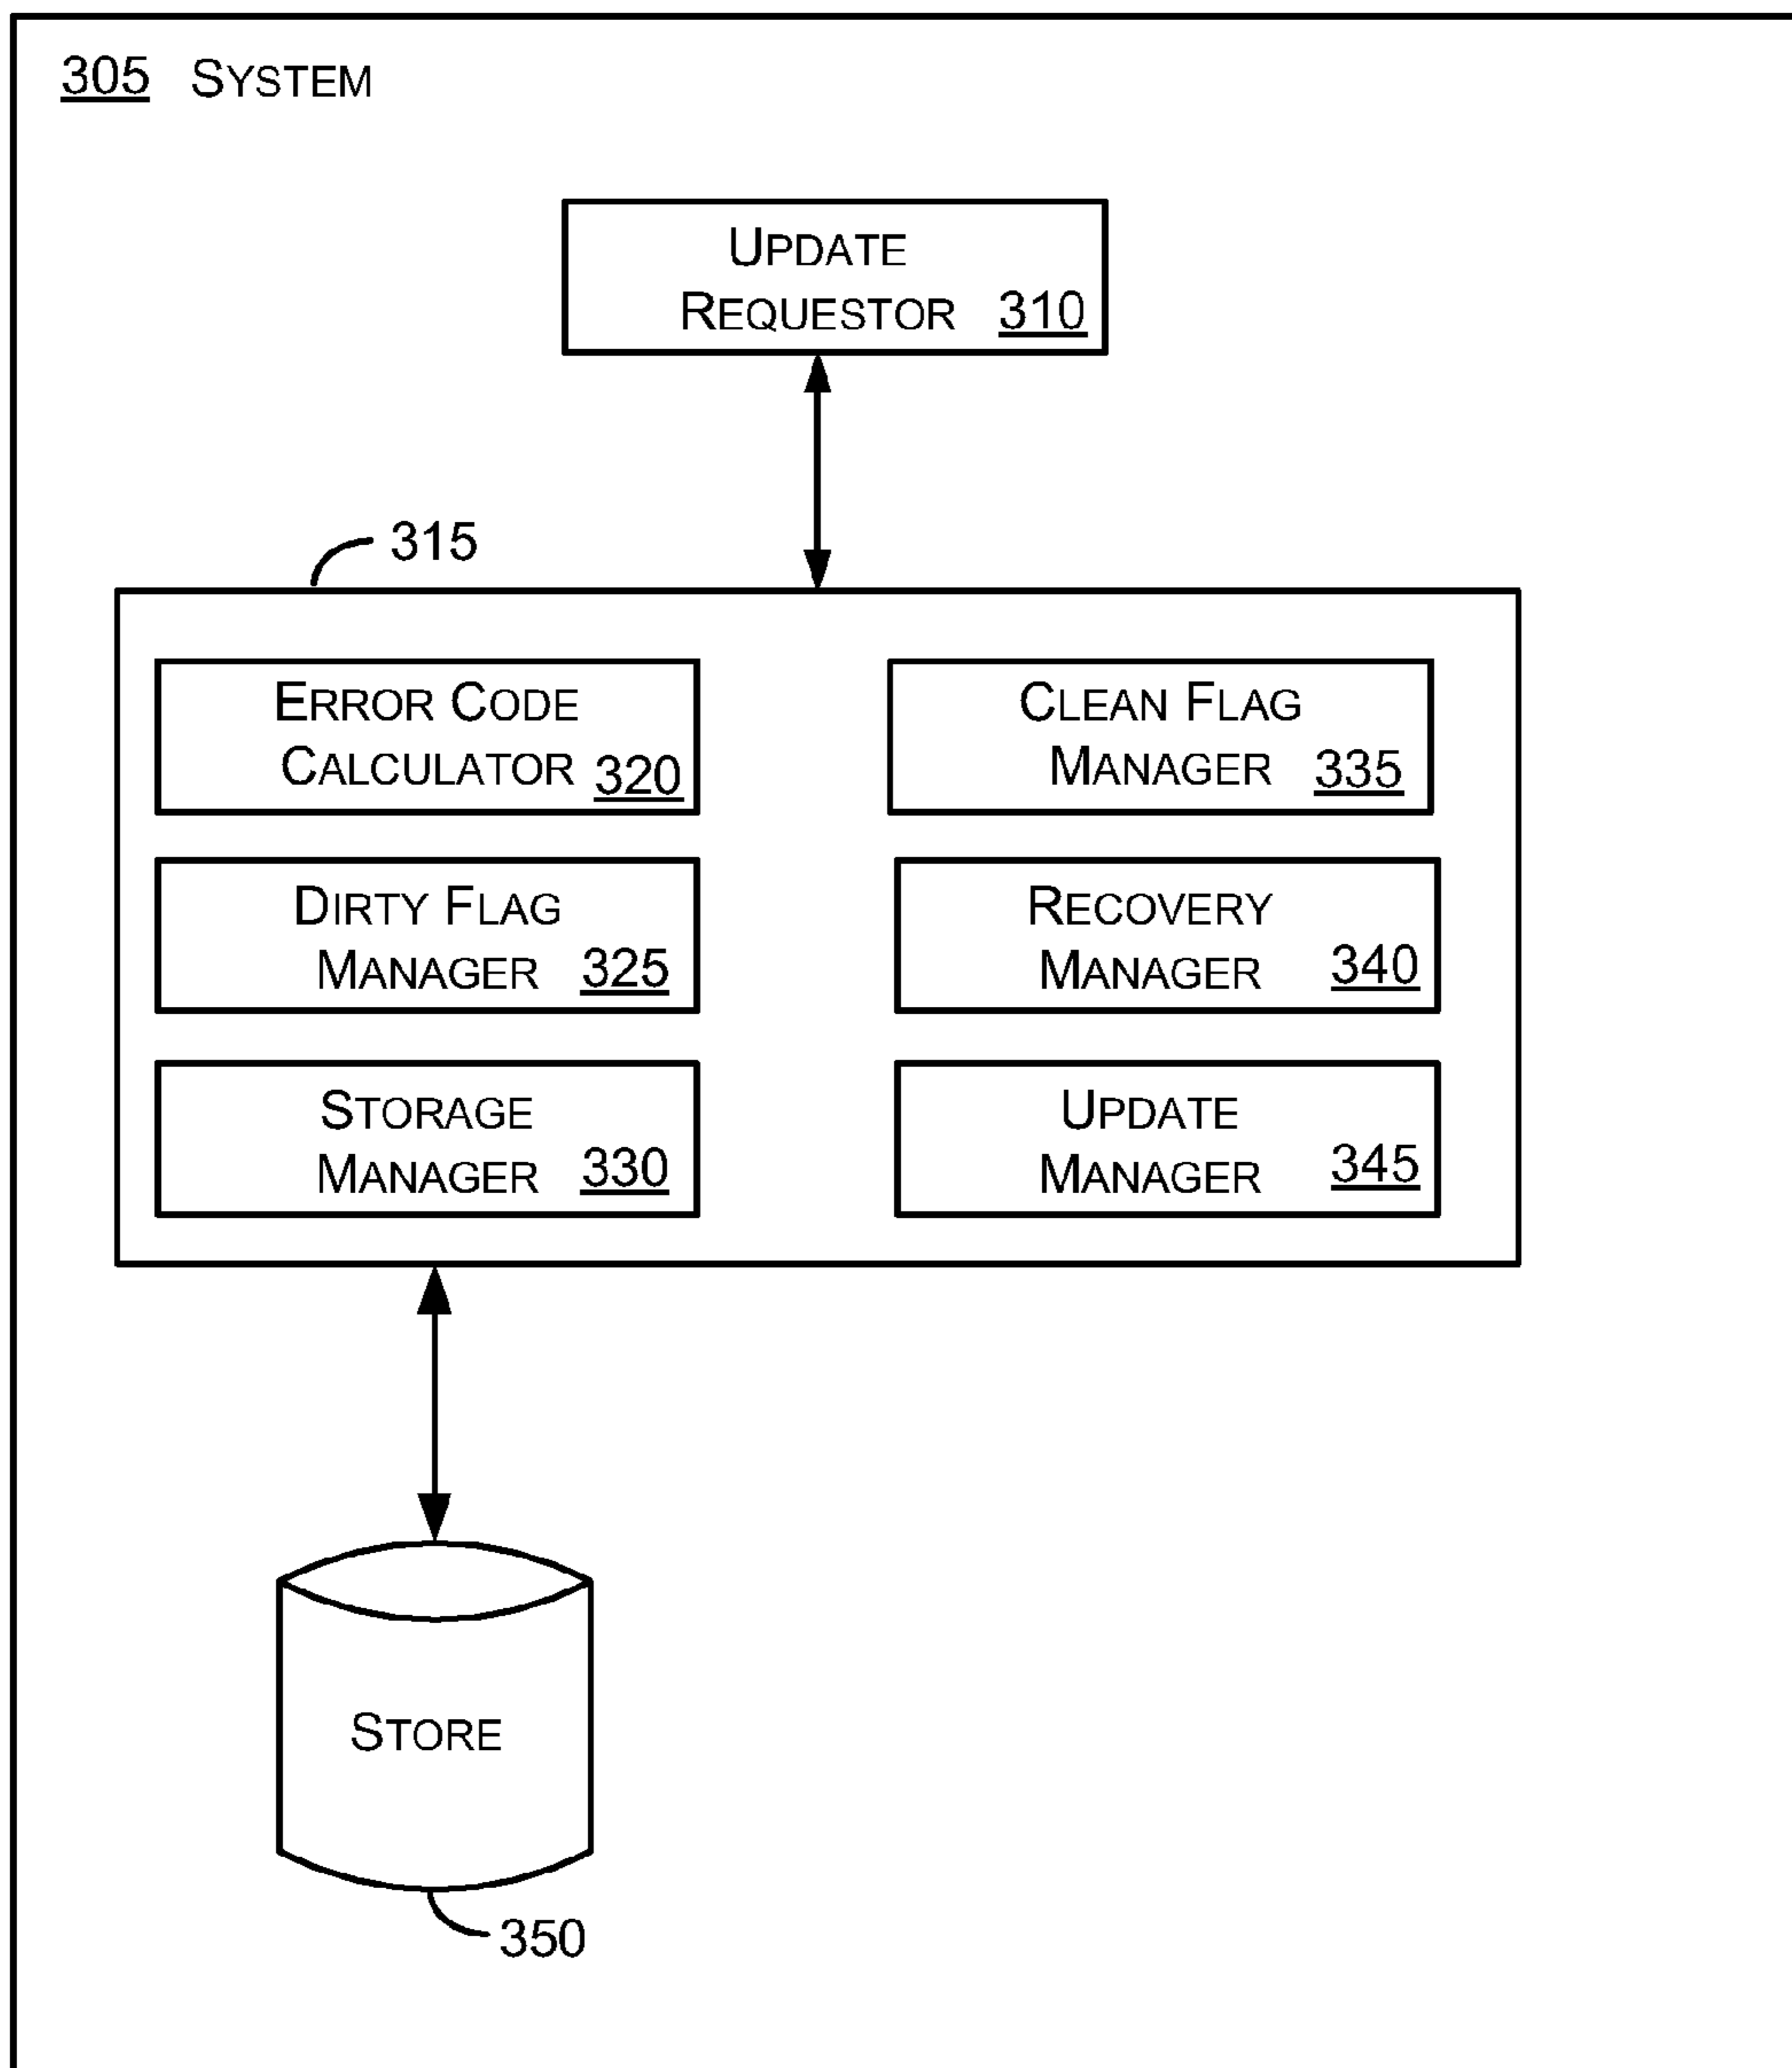 305 SYSTEM
UPDATE
REQUESTOR 310
315
ERROR CODE
CALCULATOR 320
CLEAN FLAG
MANAGER 335
DIRTY FLAG
MANAGER 325
RECOVERY
MANAGER 340
STORAGE
MANAGER 330
UPDATE
MANAGER 345
STORE
350